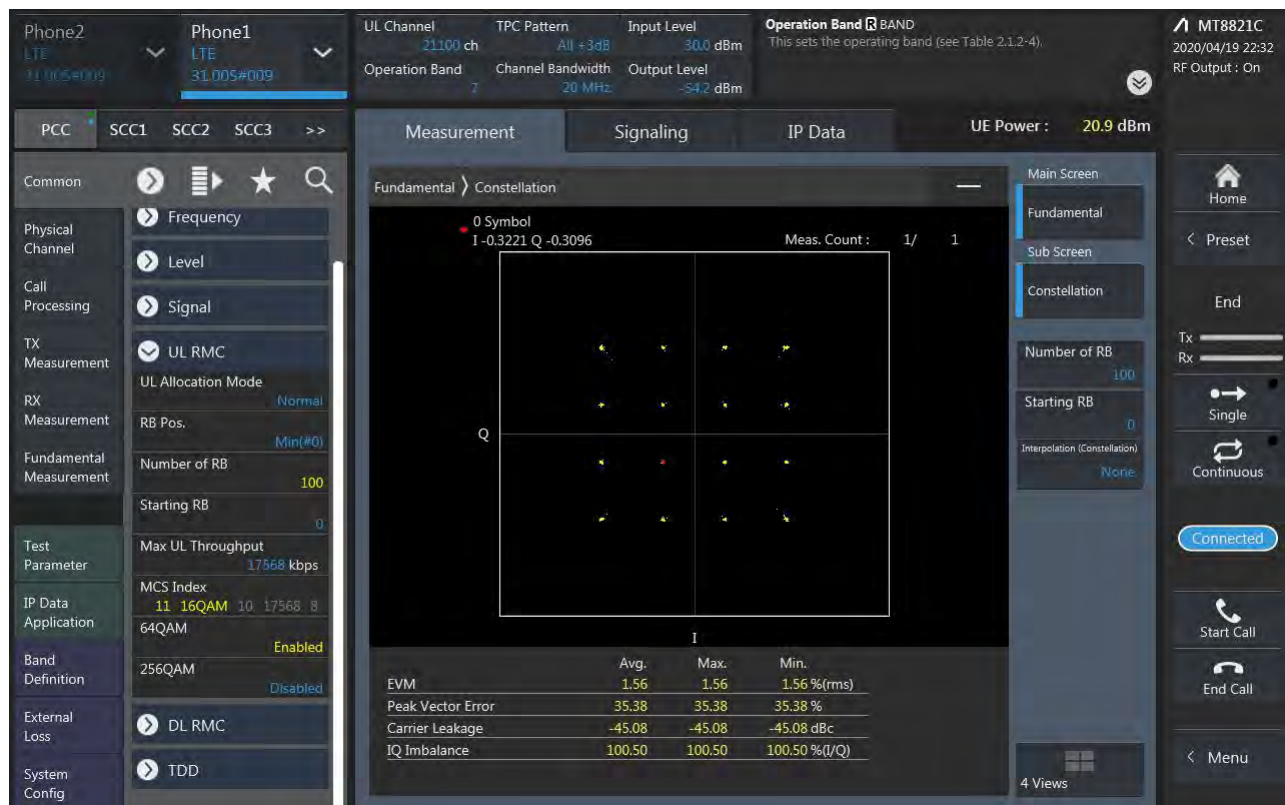 Phone2
LTE
31.005#009
Phone1
LTE
31.005#009
UL Channel
21100 ch
TPC Pattern
All +3dB
Input Level
30.0 dBm
Operation Band
7
Channel Bandwidth
20 MHz
Output Level
-54.2 dBm
Operation Band R BAND
This sets the operating band (see Table 2.1.2-4).
MT8821C
2020/04/19 22:32
RF Output : On
PCC SCC1 SCC2 SCC3 >>
Measurement Signaling IP Data
UE Power : 20.9 dBm
Common
Physical
Channel
Call
Processing
TX
Measurement
RX
Measurement
Fundamental
Measurement
Test
Parameter
IP Data
Application
Band
Definition
External
Loss
System
Config
Frequency
Level
Signal
UL RMC
UL Allocation Mode
Normal
RB Pos.
Min(#0)
Number of RB
100
Starting RB
0
Max UL Throughput
17568 kbps
MCS Index
11 16QAM 10 17568 8
64QAM
Enabled
256QAM
Disabled
DL RMC
TDD
Fundamental > Constellation
0 Symbol
I -0.3221 Q -0.3096
Meas. Count : 1/ 1
Q
I
Avg. Max. Min.
EVM 1.56 1.56 1.56 %(rms)
Peak Vector Error 35.38 35.38 35.38 %
Carrier Leakage -45.08 -45.08 -45.08 dBc
IQ Imbalance 100.50 100.50 100.50 %(I/Q)
Main Screen
Fundamental
Sub Screen
Constellation
Number of RB
100
Starting RB
0
Interpolation (Constellation)
None
4 Views
Home
< Preset
End
Tx
Rx
Single
Continuous
Connected
Start Call
End Call
< Menu